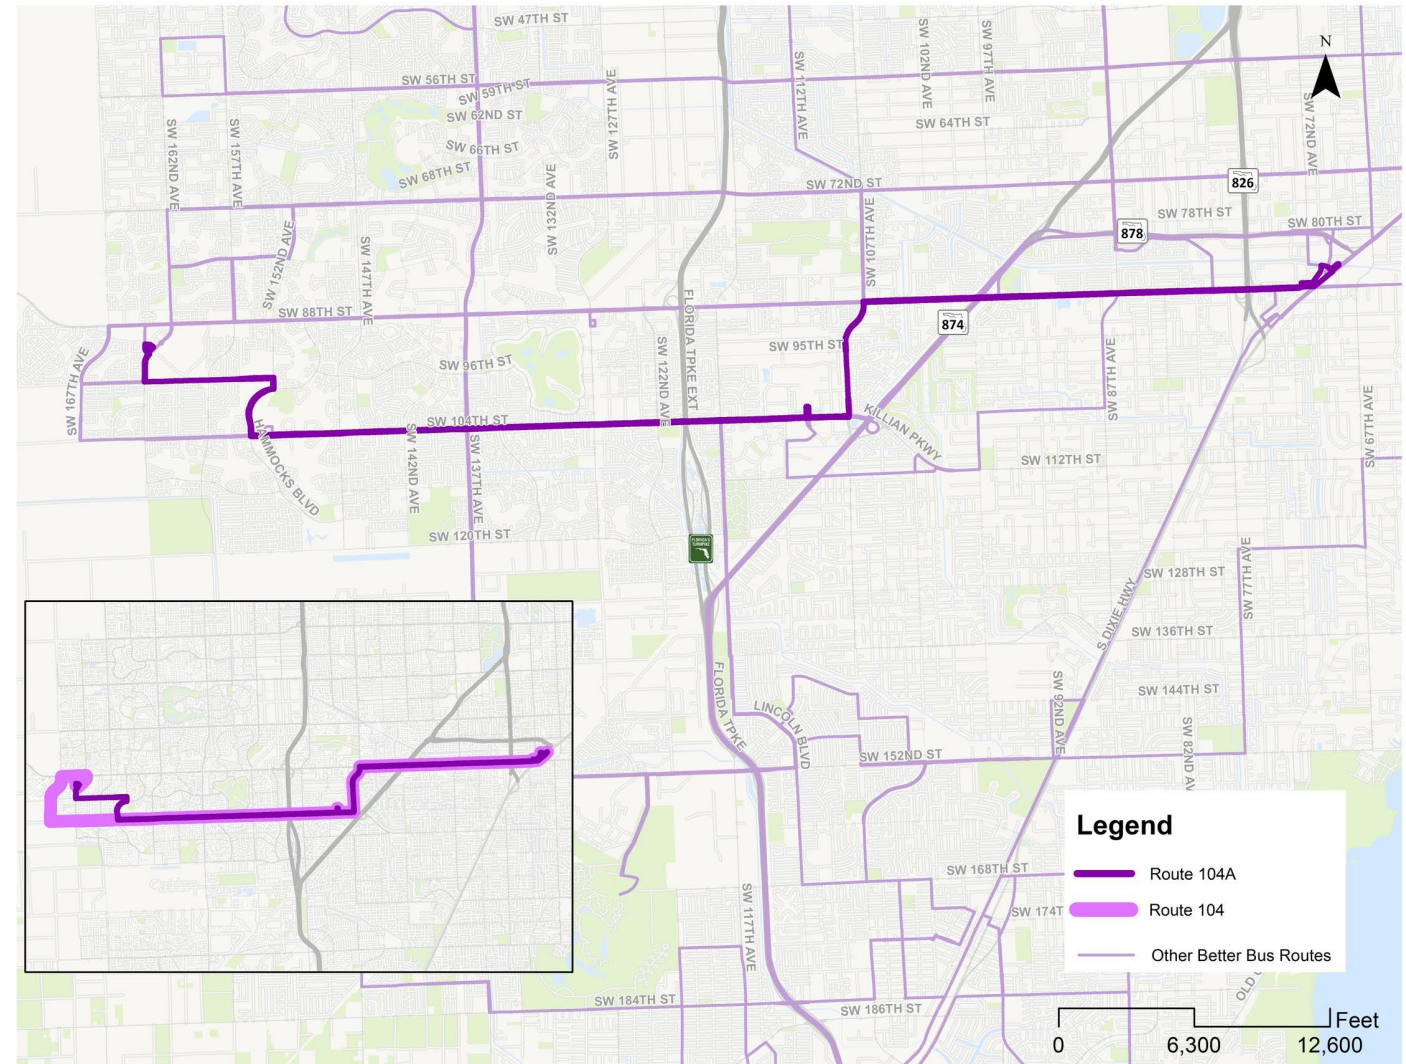 SW 47TH ST
SW 56TH ST
SW 59TH ST
SW 62ND ST
SW 66TH ST
SW 68TH ST
SW 162ND AVE
SW 157TH AVE
SW 127TH AVE
SW 132ND AVE
SW 112TH AVE
SW 102ND AVE
SW 97TH AVE
SW 64TH ST
SW 72ND AVE
N
SW 72ND ST
826
SW 78TH ST
SW 80TH ST
878
SW 107TH AVE
SW 152ND AVE
SW 147TH AVE
SW 88TH ST
FLORIDA TPKE EXT
874
SW 95TH ST
SW 96TH ST
SW 122ND AVE
SW 167TH AVE
SW 87TH AVE
SW 67TH AVE
SW 104TH ST
HAMMOCKS BLVD
SW 142ND AVE
SW 137TH AVE
KILLIAN PKWY
SW 112TH ST
SW 120TH ST
FLORIDA'S
TURNPIKE
SW 128TH ST
SW 77TH AVE
S DIXIE HWY
SW 136TH ST
SW 144TH ST
SW 92ND AVE
SW 82ND AV
FLORIDA TPKE
LINCOLN BLVD
SW 152ND ST
SW 168TH ST
SW 174T
SW 117TH AVE
SW 184TH ST
SW 186TH ST
OLD
Legend
Route 104A
Route 104
Other Better Bus Routes
Feet
0
6,300
12,600